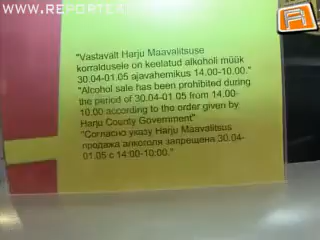 WWW.REPORTER
"Vastavalt Harju Maavalitsuse
korraldusele on keelatud alkoholi müük
30.04-01.05 ajavahemikus 14.00-10.00."
"Alcohol sale has been prohibited during
the period of 30.04-01.05 from 14.00-
10.00 according to the order given by
Harju County Government"
"Согласно указу Harju Maavalitsus
продажа алкоголя запрещена 30.04-
01.05 с 14:00-10:00."